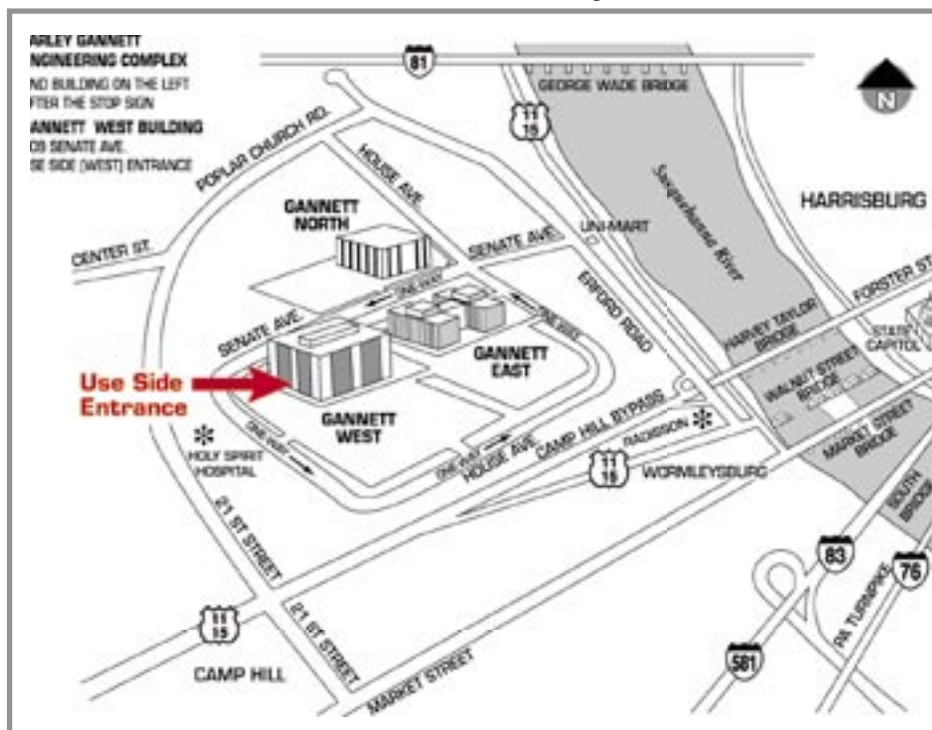 ARLEY GANNETT
NGINEERING COMPLEX
ND BUILDING ON THE LEFT
FTER THE STOP SIGN
ANNETT WEST BUILDING
SENATE AVE.
SE SIDE (WEST) ENTRANCE
81
GEORGE WADE BRIDGE
11
15
N
POPLAR CHURCH RD.
HOUSE AVE.
Susquehanna River
HARRISBURG
GANNETT
NORTH
UNI-MART
CENTER ST.
SENATE AVE.
ONE WAY
ERFORD ROAD
FORSTER ST.
HARVEY TAYLOR
BRIDGE
STATE
CAPITOL
SENATE AVE.
ONE WAY
GANNETT
EAST
WALNUT STREET
BRIDGE
Use Side
Entrance
GANNETT
WEST
CAMP HILL BYPASS
RADISSON
MARKET STREET
BRIDGE
HOLY SPIRIT
HOSPITAL
ONE WAY
ONE WAY
HOUSE AVE.
11
15
WORMLEYSBURG
SOUTH
BRIDGE
21 ST STREET
83
76
PA TURNPIKE
11
15
21 ST STREET
581
CAMP HILL
MARKET STREET